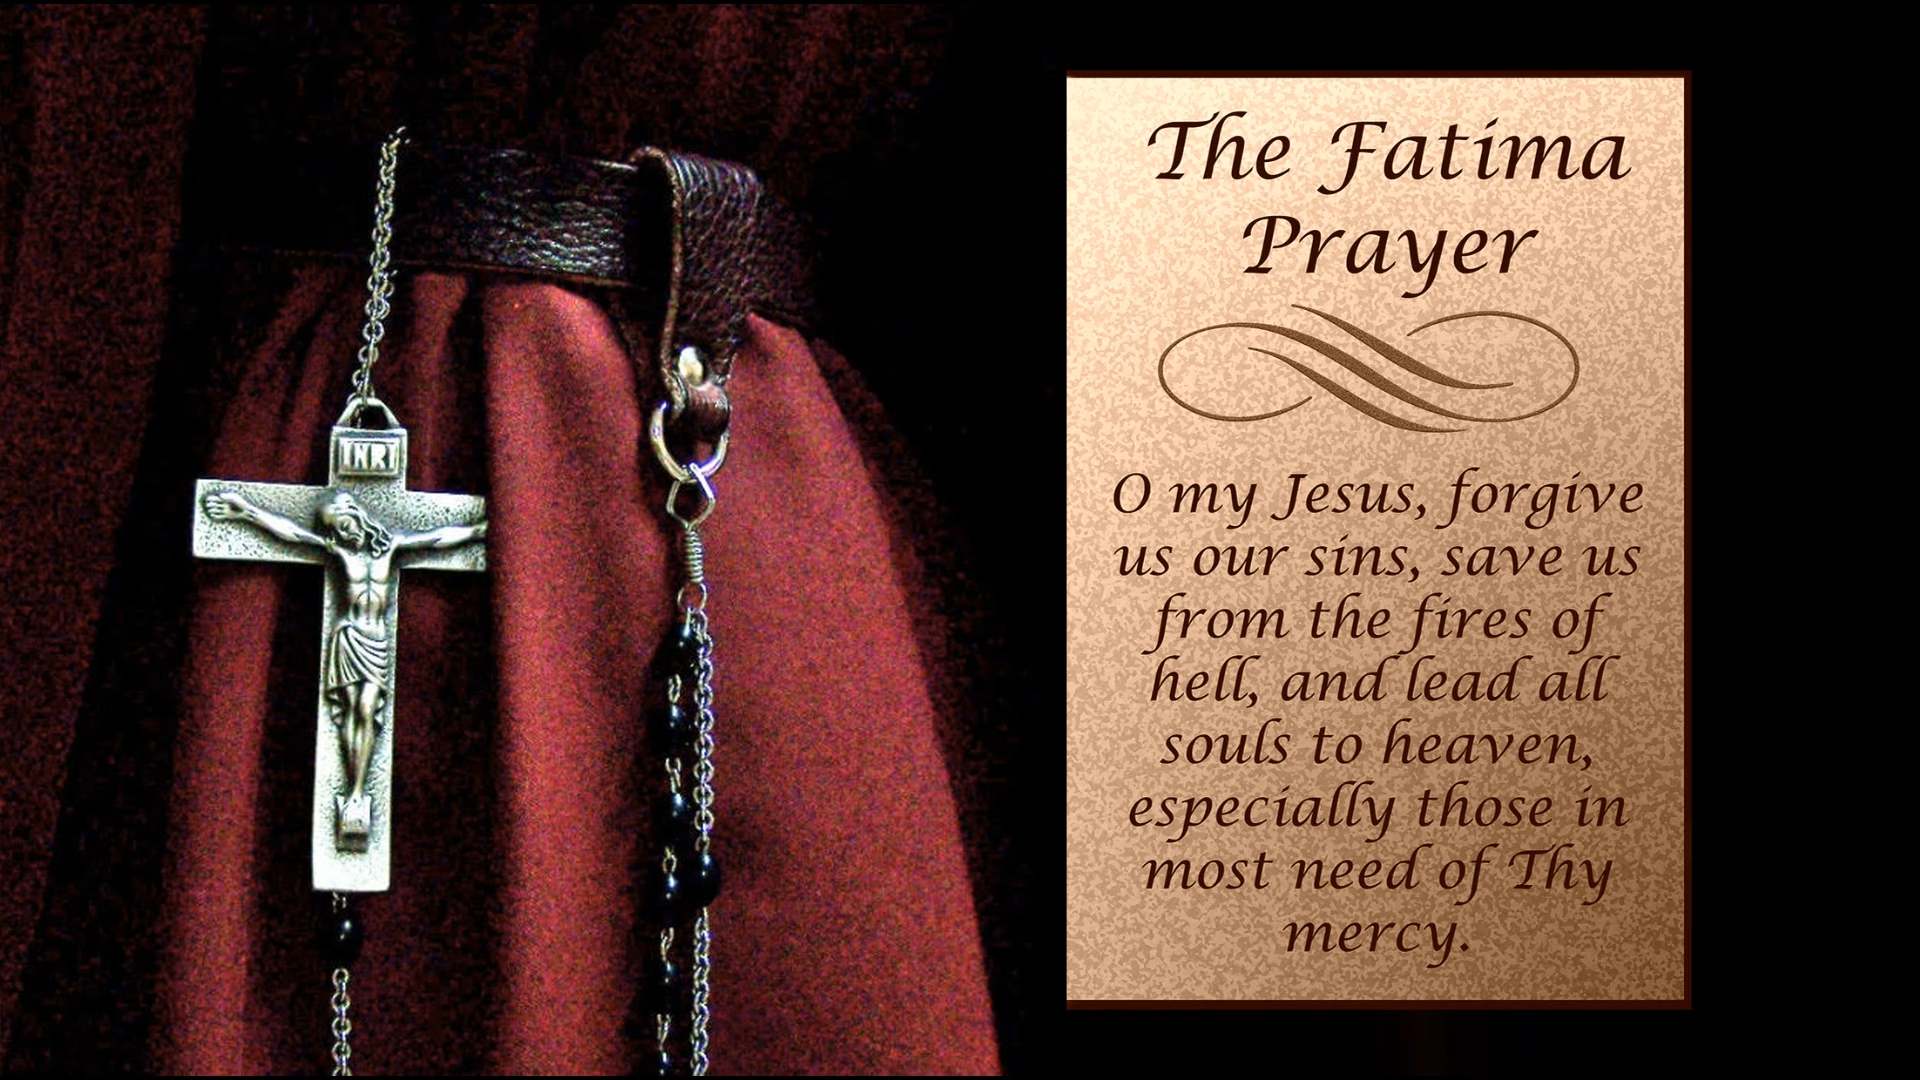 INRI
The Fatima
Prayer
O my Jesus, forgive
us our sins, save us
from the fires of
hell, and lead all
souls to heaven,
especially those in
most need of Thy
mercy.